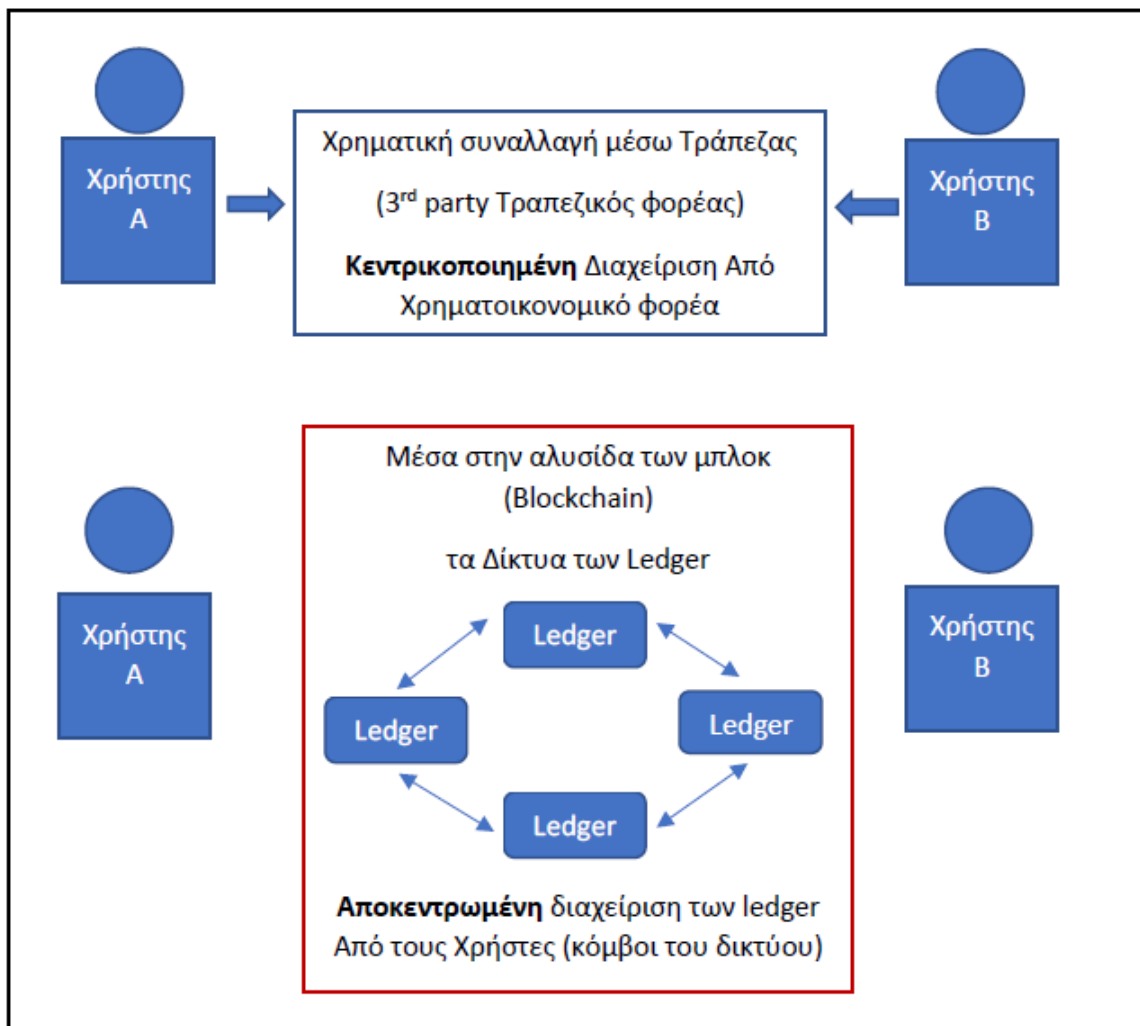 Χρήστης
Α
Χρηματική συναλλαγή μέσω Τράπεζας
(3rd party Τραπεζικός φορέας)
Κεντρικοποιημένη Διαχείριση Από
Χρηματοικονομικό φορέα
Χρήστης
Β
Μέσα στην αλυσίδα των μπλοκ
(Blockchain)
τα Δίκτυα των Ledger
Χρήστης
Α
Ledger
Ledger
Ledger
Ledger
Χρήστης
Β
Αποκεντρωμένη διαχείριση των ledger
Από τους Χρήστες (κόμβοι του δικτύου)